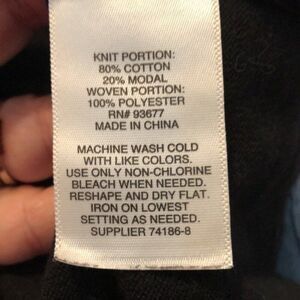 KNIT PORTION:
80% COTTON
20% MODAL
WOVEN PORTION:
100% POLYESTER
RN# 93677
MADE IN CHINA
MACHINE WASH COLD
WITH LIKE COLORS.
USE ONLY NON-CHLORINE
BLEACH WHEN NEEDED.
RESHAPE AND DRY FLAT.
IRON ON LOWEST
SETTING AS NEEDED.
SUPPLIER 74186-8